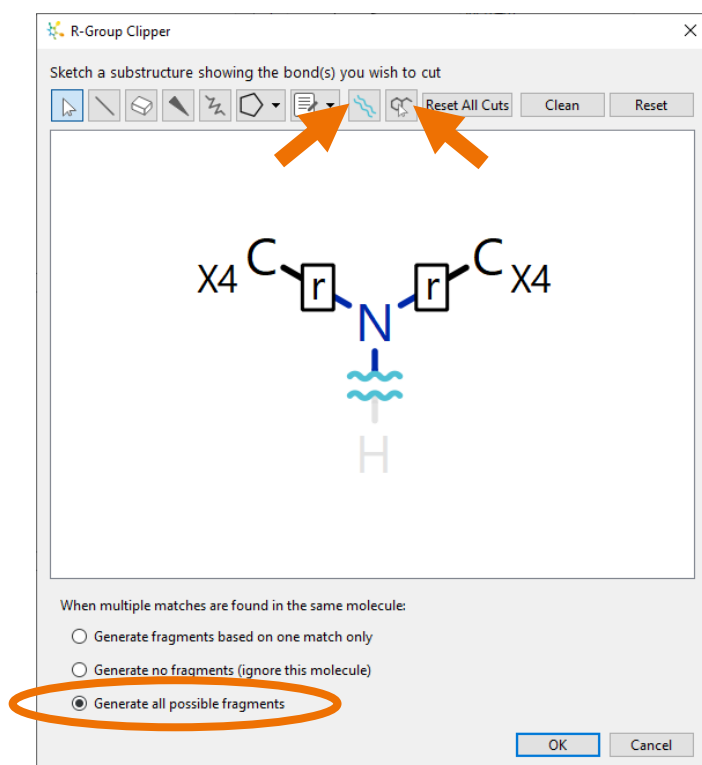 R-Group Clipper
Sketch a substructure showing the bond(s) you wish to cut
Reset All Cuts Clean Reset
X4 C r r C X4
N
H
When multiple matches are found in the same molecule:
Generate fragments based on one match only
Generate no fragments (ignore this molecule)
Generate all possible fragments
OK Cancel